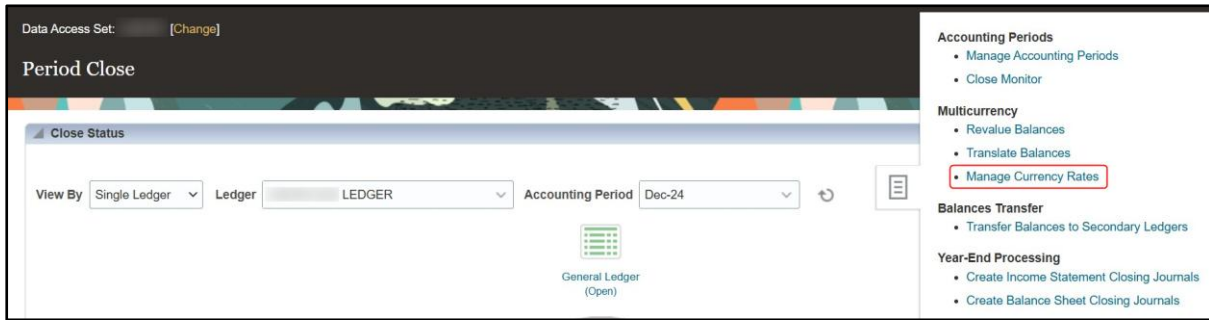 Data Access Set: [Change]
Period Close
Close Status
View By Single Ledger Ledger LEDGER Accounting Period Dec-24
General Ledger
(Open)
Accounting Periods
• Manage Accounting Periods
• Close Monitor
Multicurrency
• Revalue Balances
• Translate Balances
• Manage Currency Rates
Balances Transfer
• Transfer Balances to Secondary Ledgers
Year-End Processing
• Create Income Statement Closing Journals
• Create Balance Sheet Closing Journals